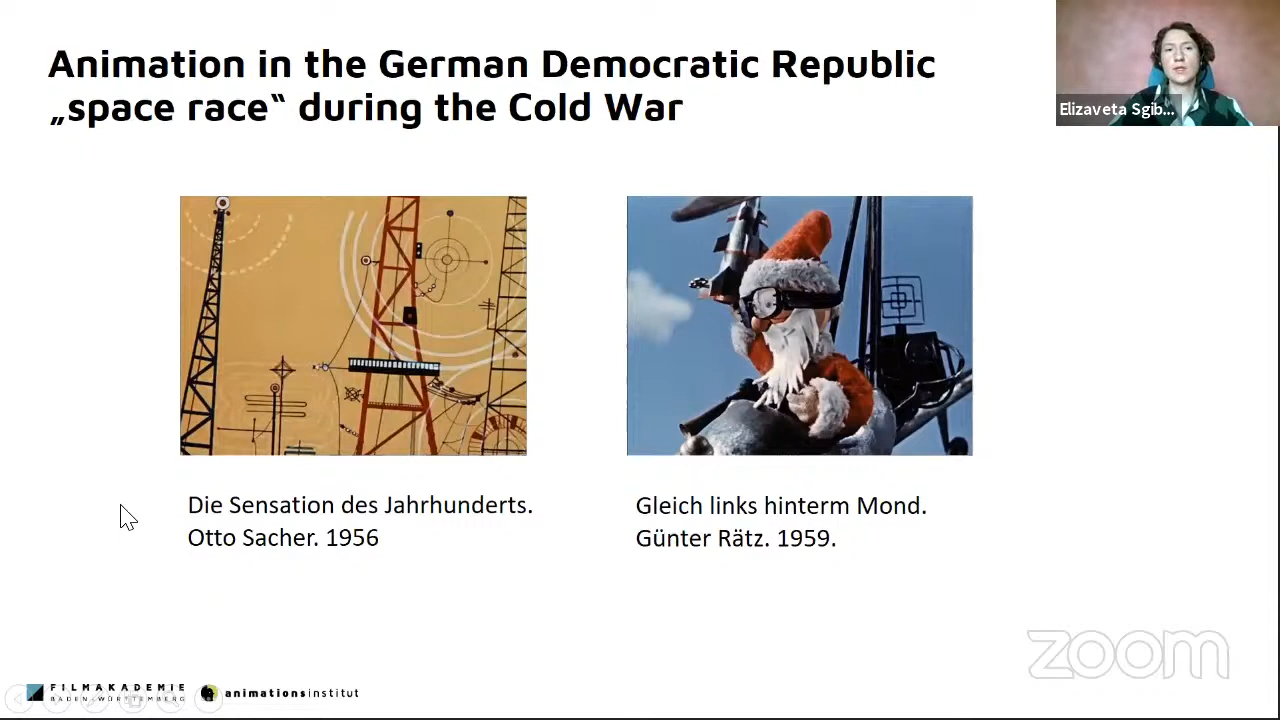 Animation in the German Democratic Republic
„space race‟ during the Cold War
Elizaveta Sgib...
Die Sensation des Jahrhunderts.
Otto Sacher. 1956
Gleich links hinterm Mond.
Günter Rätz. 1959.
zoom
FILMAKADEMIE
BADEN-WÜRTTEMBERG
animationsinstitut